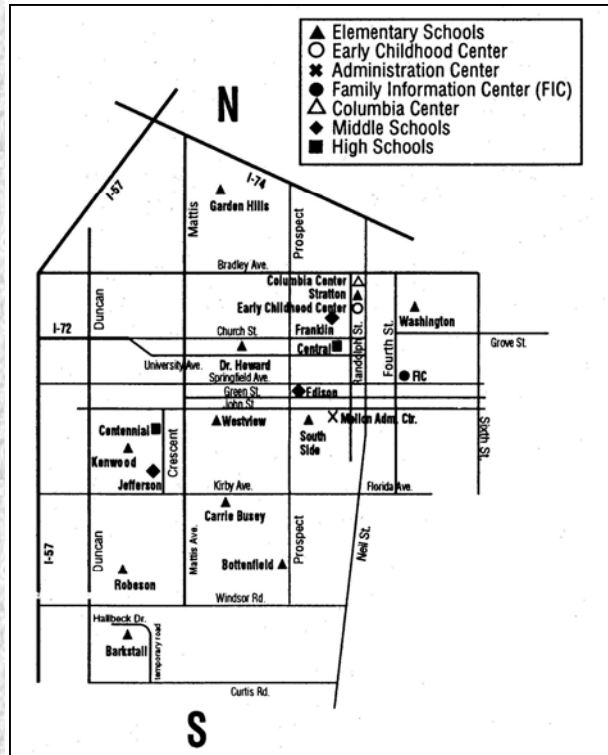 ▲ Elementary Schools
○ Early Childhood Center
✖ Administration Center
● Family Information Center (FIC)
△ Columbia Center
◆ Middle Schools
■ High Schools
N
I-57
I-74
Garden Hills
Mattis
Prospect
Bradley Ave.
Columbia Center
Stratton
Early Childhood Center
Washington
Duncan
Franklin
Randolph St.
Fourth St.
I-72
Church St.
Grove St.
Central
University Ave.
Dr. Howard
Springfield Ave.
FIC
Green St.
Edison
John St.
Centennial
Westview
Mellon Adm. Ctr.
South
Side
Sixth St.
Crescent
Kenwood
Jefferson
Kirby Ave.
Florida Ave.
Carrie Busey
I-57
Duncan
Mattis Ave.
Prospect
Neil St.
Bottenfield
Robeson
Windsor Rd.
Hallbeck Dr.
Barkstall
temporary road
Curtis Rd.
S